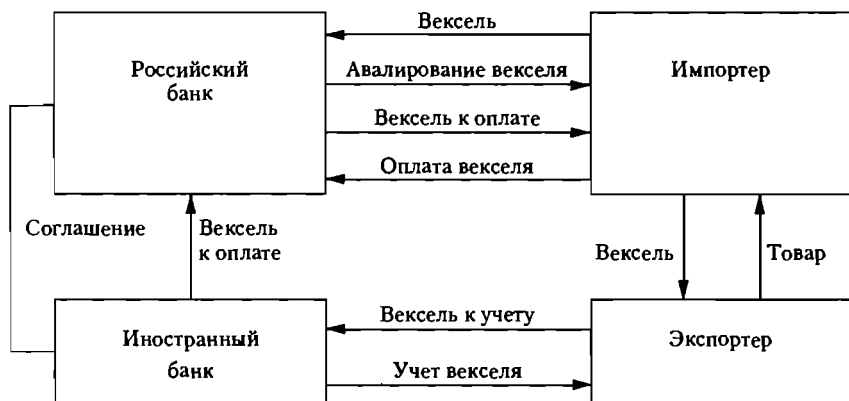 Вексель
Российский
банк
Авалирование векселя
Импортер
Вексель к оплате
Оплата векселя
Соглашение
Вексель
к оплате
Вексель
Товар
Вексель к учету
Иностранный
банк
Экспортер
Учет векселя